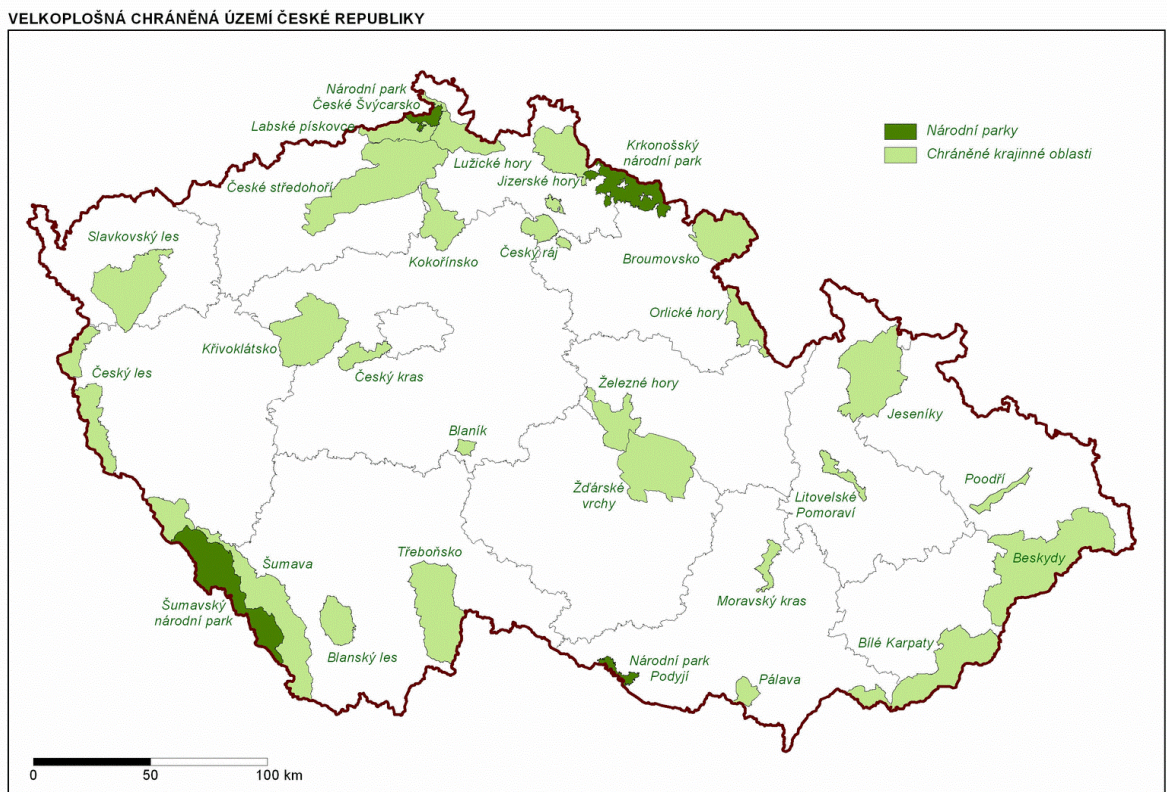 VELKOPLOŠNÁ CHRÁNĚNÁ ÚZEMÍ ČESKÉ REPUBLIKY
Národní park
České Švýcarsko
Labské pískovce
Lužické hory
Krkonošský
národní park
Národní parky
Chráněné krajinné oblasti
České středohoří
Jizerské hory
Slavkovský les
Kokořínsko
Český ráj
Broumovsko
Orlické hory
Křivoklátsko
Český kras
Český les
Železné hory
Jeseníky
Blaník
Žďárské
vrchy
Litovelské
Pomoraví
Poodří
Třeboňsko
Šumava
Beskydy
Šumavský
národní park
Moravský kras
Blanský les
Bílé Karpaty
Národní park
Podyjí
Pálava
0 50 100 km